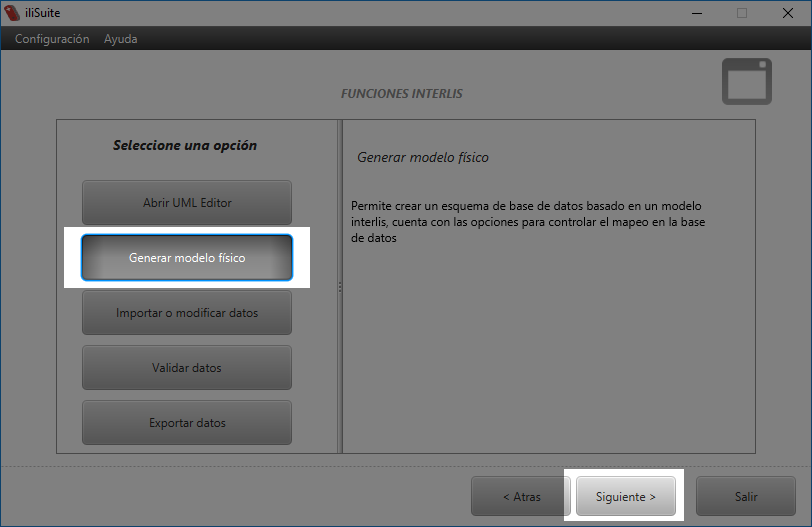 iliSuite
Configuración Ayuda
FUNCIONES INTERLIS
Seleccione una opción
Abrir UML Editor
Generar modelo físico
Importar o modificar datos
Validar datos
Exportar datos
Generar modelo físico
Permite crear un esquema de base de datos basado en un modelo
interlis, cuenta con las opciones para controlar el mapeo en la base
de datos
< Atras
Siguiente >
Salir